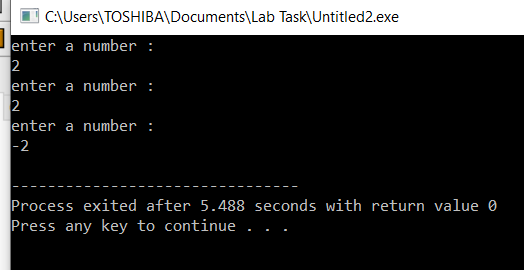 C:\Users\TOSHIBA\Documents\Lab Task\Untitled2.exe
enter a number :
2
enter a number :
2
enter a number :
-2
--------------------------------
Process exited after 5.488 seconds with return value 0
Press any key to continue . . .